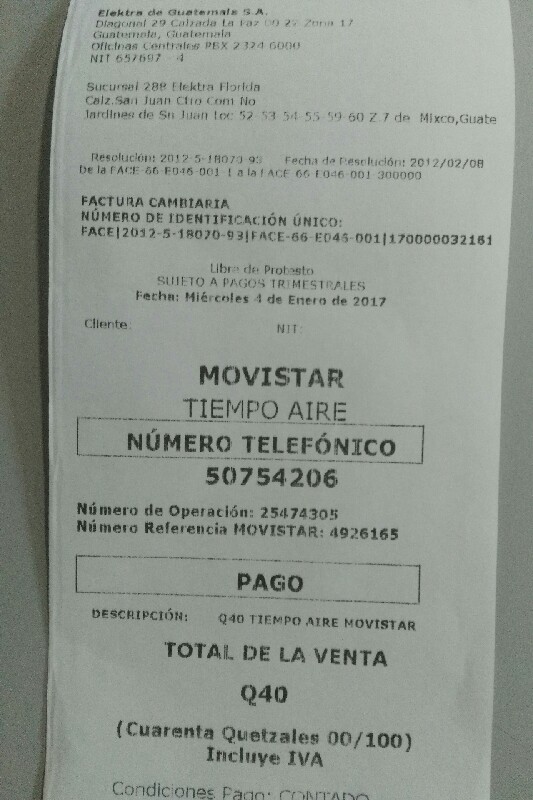 Elektra de Guatemala S.A.
Diagonal 29 Calzada La Paz 00 27 Zona 17
Guatemala, Guatemala
Oficinas Centrales PBX 2324 6000
NIT 657697 - 4
Sucursal 288 Elektra Florida
Calz.San Juan Ctro Com No
Jardines de Sn Juan Loc 52-53-54-55-59-60 Z.7 de Mixco,Guate
Resolución: 2012-5-18070-93 Fecha de Resolución: 2012/02/08
De la FACE-66-E046-001 1 a la FACE-66-E046-001-300000
FACTURA CAMBIARIA
NÚMERO DE IDENTIFICACIÓN ÚNICO:
FACE|2012-5-18070-93|FACE-66-E046-001|170000032161
Libre de Protesto
SUJETO A PAGOS TRIMESTRALES
Fecha: Miércoles 4 de Enero de 2017
Cliente: NIT:
MOVISTAR
TIEMPO AIRE
NÚMERO TELEFÓNICO
50754206
Número de Operación: 25474305
Número Referencia MOVISTAR: 4926165
PAGO
DESCRIPCIÓN: Q40 TIEMPO AIRE MOVISTAR
TOTAL DE LA VENTA
Q40
(Cuarenta Quetzales 00/100)
Incluye IVA
Condiciones Pago: CONTADO